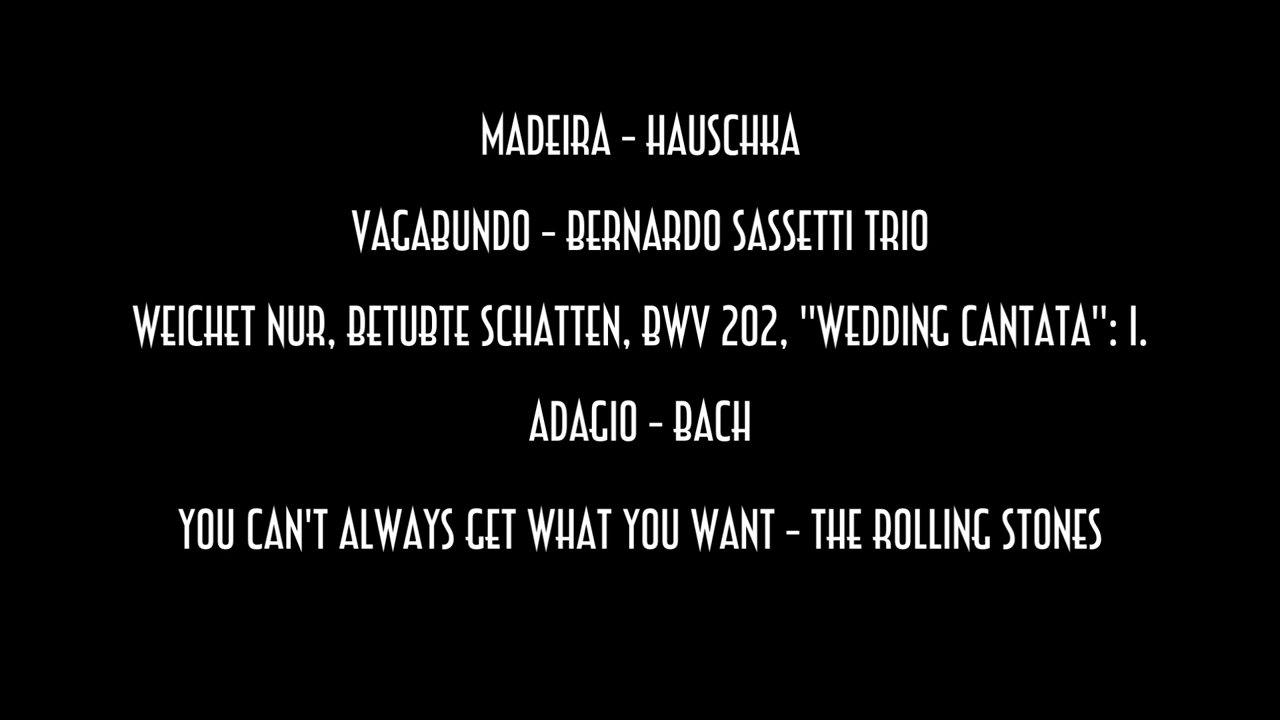 MADEIRA - HAUSCHKA
VAGABUNDO - BERNARDO SASSETTI TRIO
WEICHET NUR, BETUBTE SCHATTEN, BWV 202, "WEDDING CANTATA": I.
ADAGIO - BACH
YOU CAN'T ALWAYS GET WHAT YOU WANT - THE ROLLING STONES